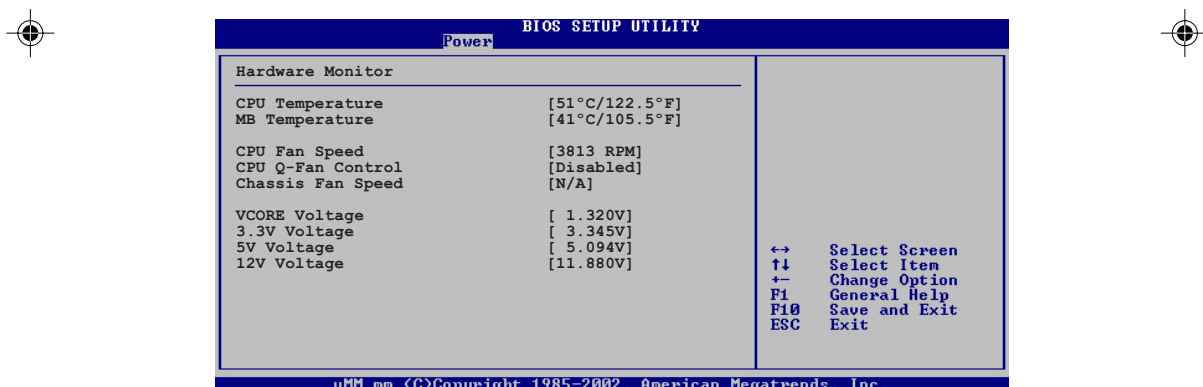 BIOS SETUP UTILITY
Power
Hardware Monitor
CPU Temperature [51°C/122.5°F]
MB Temperature [41°C/105.5°F]
CPU Fan Speed [3813 RPM]
CPU Q-Fan Control [Disabled]
Chassis Fan Speed [N/A]
VCORE Voltage [ 1.320V]
3.3V Voltage [ 3.345V]
5V Voltage [ 5.094V]
12V Voltage [11.880V]
←→ Select Screen
↑↓ Select Item
+- Change Option
F1 General Help
F10 Save and Exit
ESC Exit
vMM.mm (C)Copyright 1985-2002, American Megatrends, Inc.